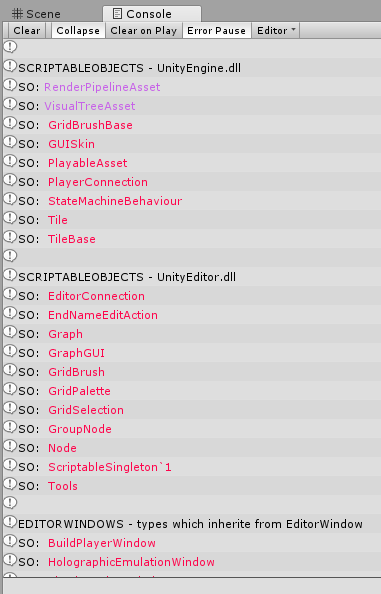 Scene Console
Clear Collapse Clear on Play Error Pause Editor
SCRIPTABLEOBJECTS - UnityEngine.dll
SO: RenderPipelineAsset
SO: VisualTreeAsset
SO: GridBrushBase
SO: GUISkin
SO: PlayableAsset
SO: PlayerConnection
SO: StateMachineBehaviour
SO: Tile
SO: TileBase
SCRIPTABLEOBJECTS - UnityEditor.dll
SO: EditorConnection
SO: EndNameEditAction
SO: Graph
SO: GraphGUI
SO: GridBrush
SO: GridPalette
SO: GridSelection
SO: GroupNode
SO: Node
SO: ScriptableSingleton`1
SO: Tools
EDITORWINDOWS - types which inherite from EditorWindow
SO: BuildPlayerWindow
SO: HolographicEmulationWindow